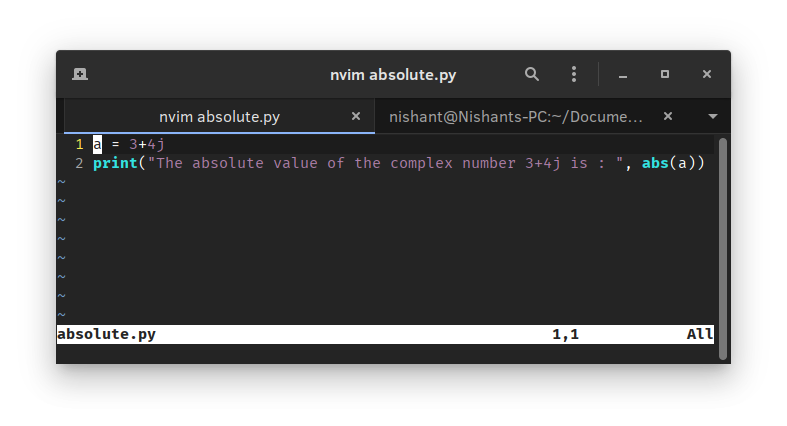 nvim absolute.py
nvim absolute.py
nishant@Nishants-PC:~/Docume...
1 a = 3+4j
2 print("The absolute value of the complex number 3+4j is : ", abs(a))
~
~
~
~
~
~
~
~
absolute.py 1,1 All